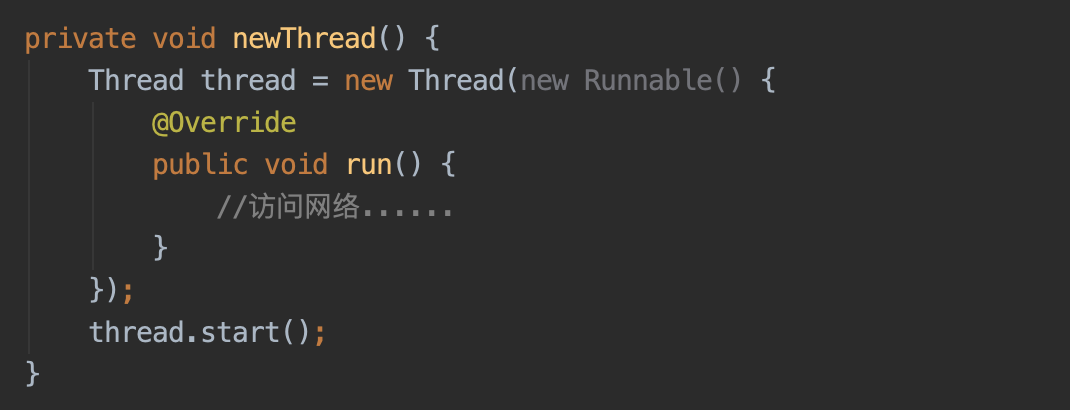 private void newThread() {
    Thread thread = new Thread(new Runnable() {
        @Override
        public void run() {
            //访问网络......
        }
    });
    thread.start();
}